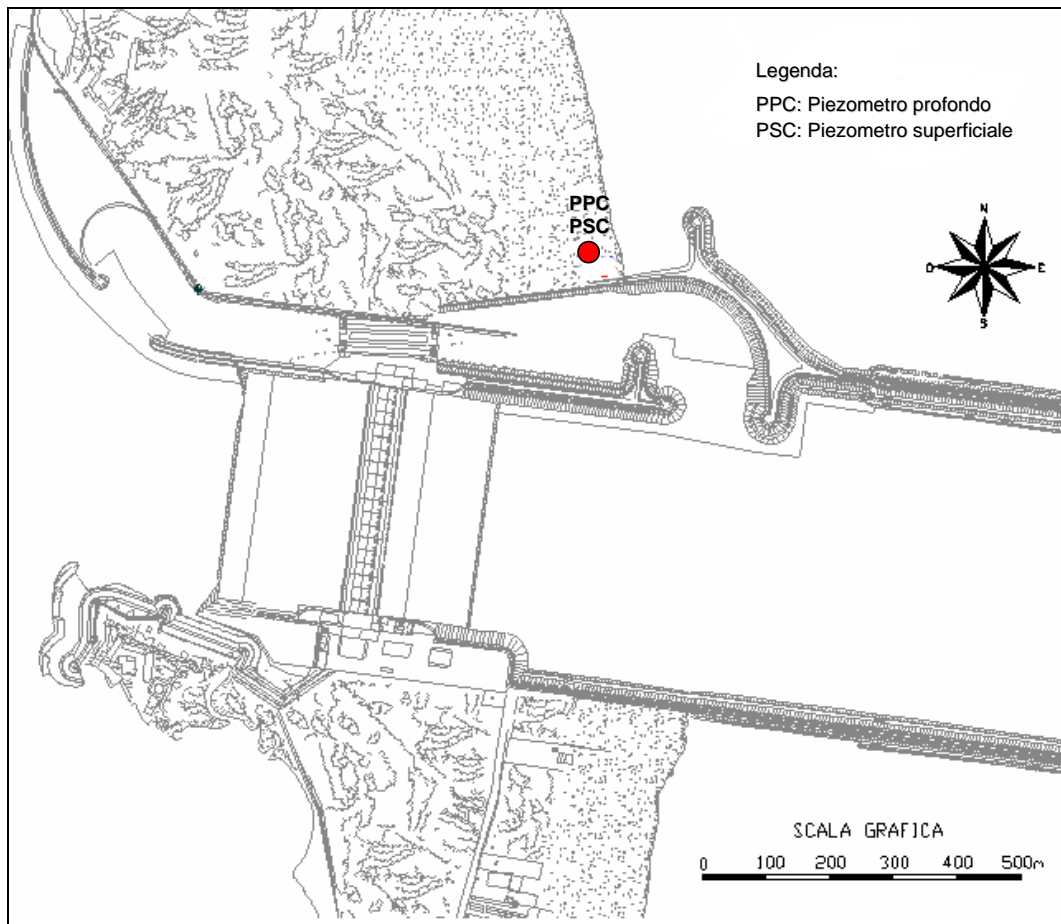 Legenda:
PPC: Piezometro profondo
PSC: Piezometro superficiale
PPC
PSC
N
O
E
S
SCALA GRAFICA
0 100 200 300 400 500m